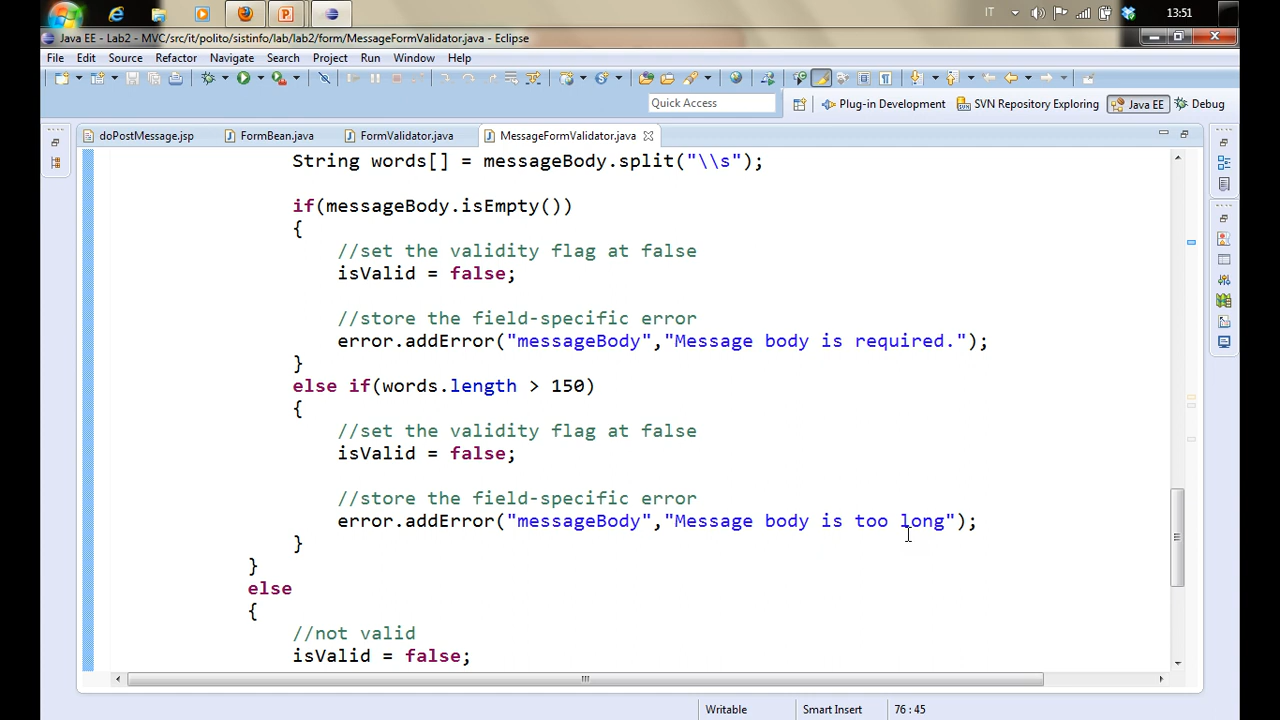 IT
13:51
Java EE - Lab2 - MVC/src/it/polito/sistinfo/lab/lab2/form/MessageFormValidator.java - Eclipse
File Edit Source Refactor Navigate Search Project Run Window Help
Quick Access
Plug-in Development
SVN Repository Exploring
Java EE
Debug
doPostMessage.jsp
FormBean.java
FormValidator.java
MessageFormValidator.java
String words[] = messageBody.split("\\s");
if(messageBody.isEmpty())
{
//set the validity flag at false
isValid = false;
//store the field-specific error
error.addError("messageBody","Message body is required.");
}
else if(words.length > 150)
{
//set the validity flag at false
isValid = false;
//store the field-specific error
error.addError("messageBody","Message body is too long");
}
}
else
{
//not valid
isValid = false;
Writable
Smart Insert
76 : 45